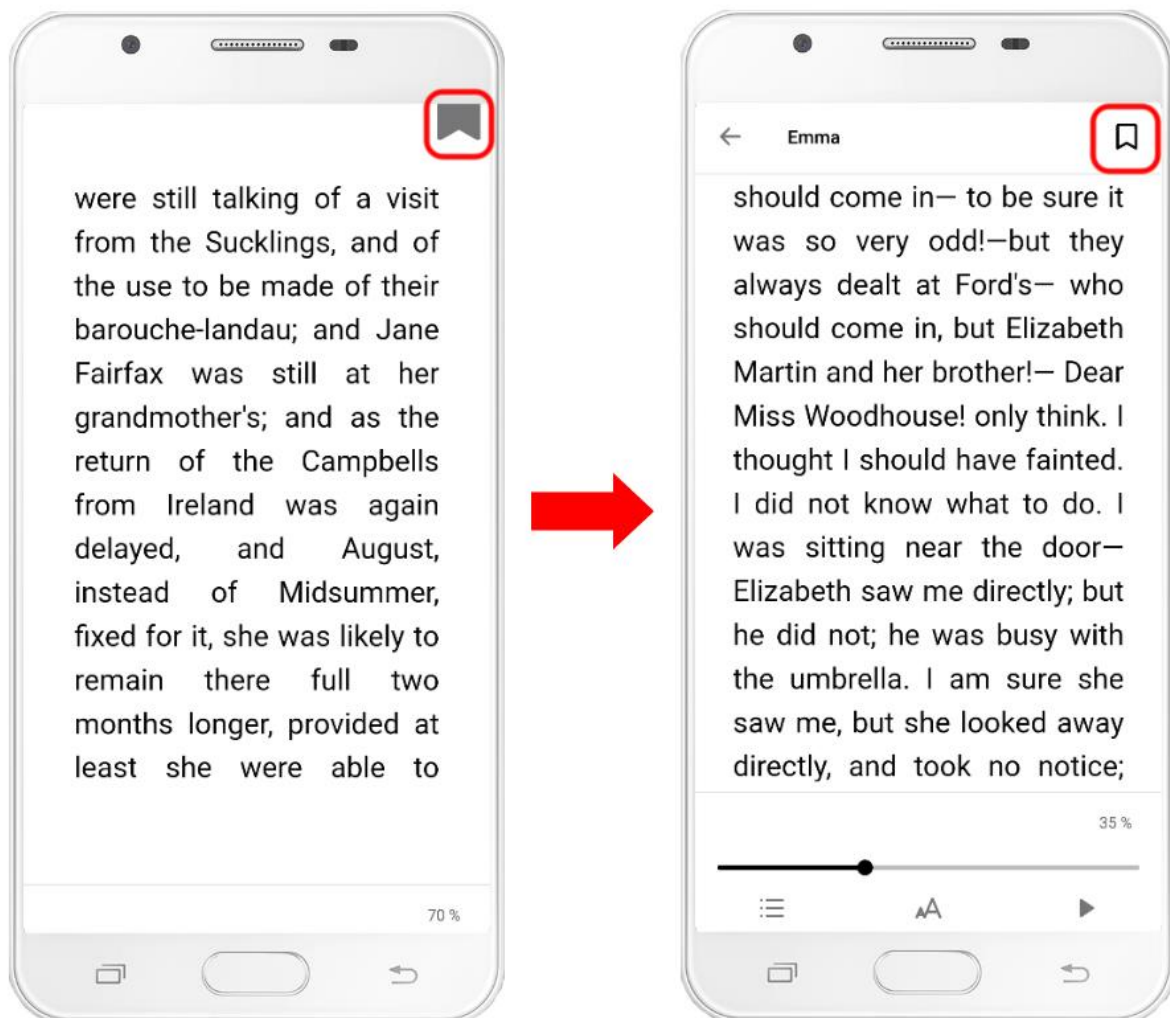 were still talking of a visit
from the Sucklings, and of
the use to be made of their
barouche-landau; and Jane
Fairfax was still at her
grandmother's; and as the
return of the Campbells
from Ireland was again
delayed, and August,
instead of Midsummer,
fixed for it, she was likely to
remain there full two
months longer, provided at
least she were able to
70 %
Emma
should come in— to be sure it
was so very odd!—but they
always dealt at Ford's— who
should come in, but Elizabeth
Martin and her brother!— Dear
Miss Woodhouse! only think. I
thought I should have fainted.
I did not know what to do. I
was sitting near the door—
Elizabeth saw me directly; but
he did not; he was busy with
the umbrella. I am sure she
saw me, but she looked away
directly, and took no notice;
35 %
AA